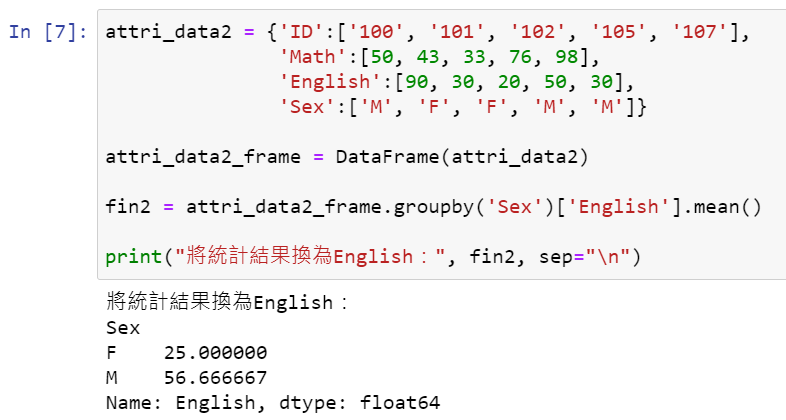 In [7]: attri_data2 = {'ID':['100', '101', '102', '105', '107'],
'Math':[50, 43, 33, 76, 98],
'English':[90, 30, 20, 50, 30],
'Sex':['M', 'F', 'F', 'M', 'M']}
attri_data2_frame = DataFrame(attri_data2)
fin2 = attri_data2_frame.groupby('Sex')['English'].mean()
print("將統計結果換為English：", fin2, sep="\n")
將統計結果換為English：
Sex
F    25.000000
M    56.666667
Name: English, dtype: float64